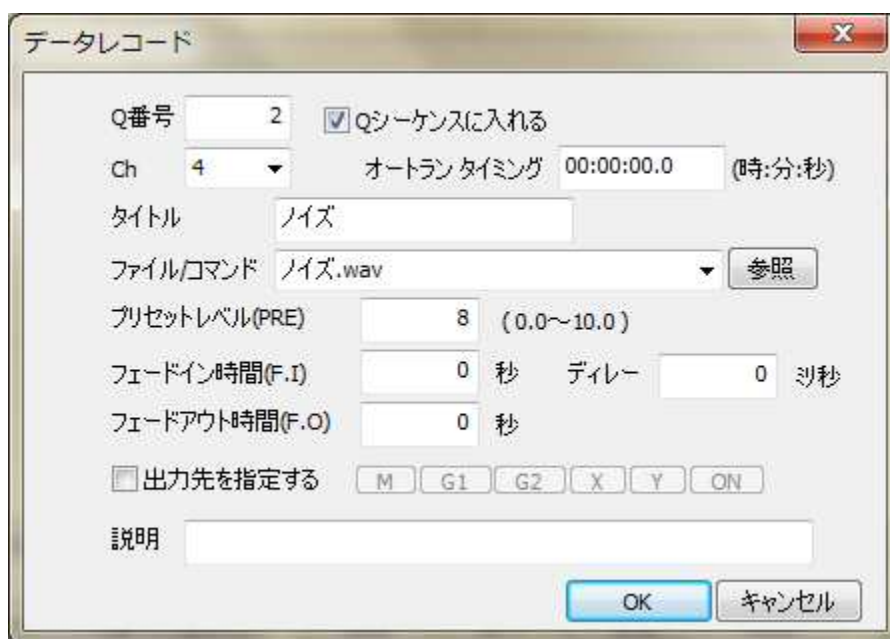 データレコード
Q番号 2 Qシーケンスに入れる
Ch 4 オートラン タイミング 00:00:00.0 (時:分:秒)
タイトル ノイズ
ファイル/コマンド ノイズ.wav 参照
プリセットレベル(PRE) 8 (0.0～10.0)
フェードイン時間(F.I) 0 秒 ディレー 0 ミリ秒
フェードアウト時間(F.O) 0 秒
出力先を指定する M G1 G2 X Y ON
説明
OK キャンセル